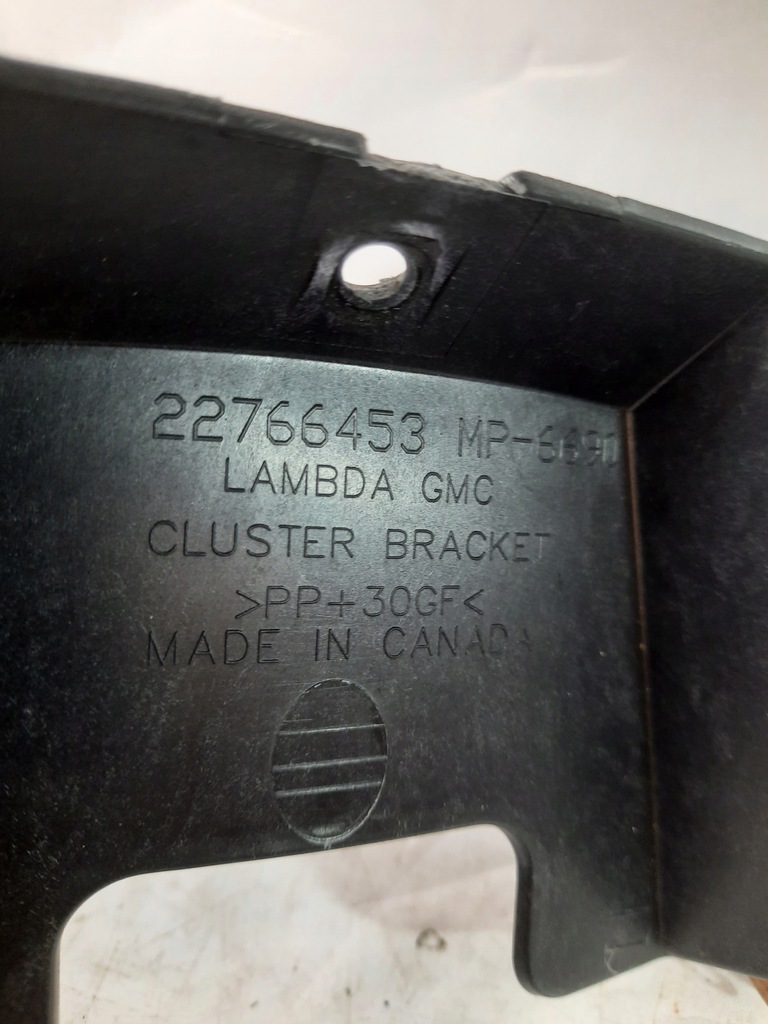 22766453 MP-6690
LAMBDA GMC
CLUSTER BRACKET
>PP+30GF<
MADE IN CANADA